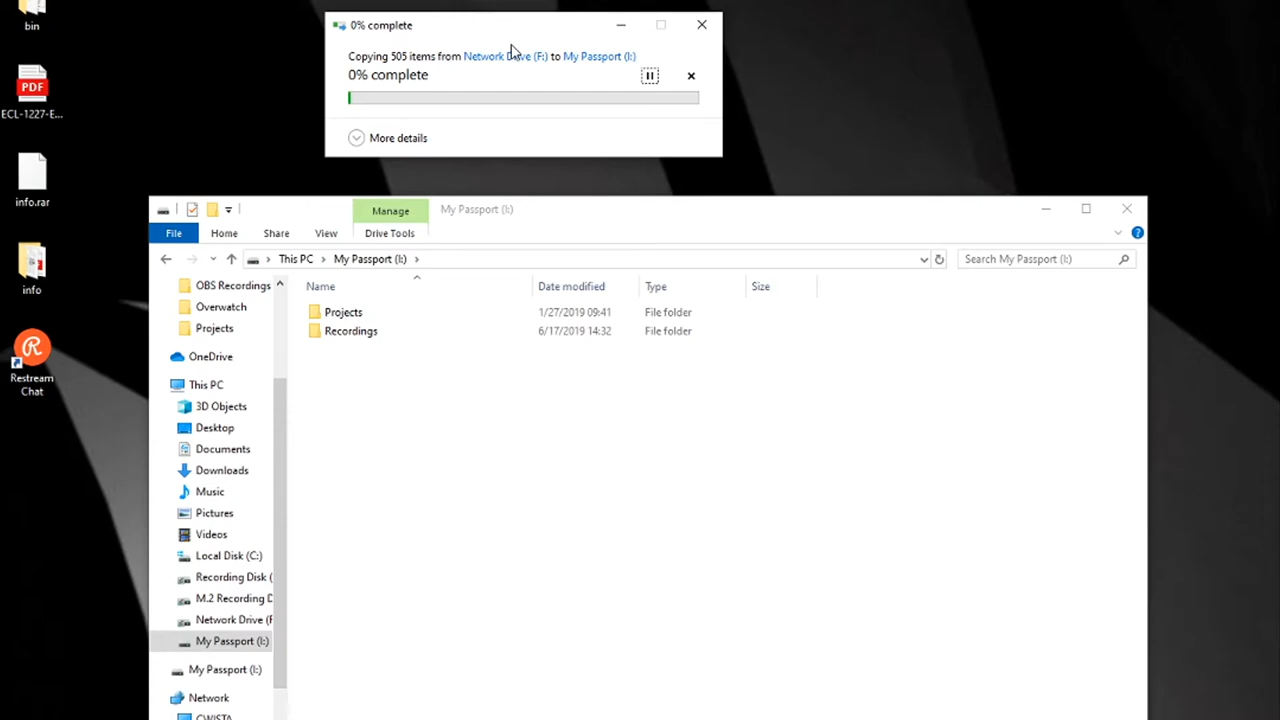 bin
PDF
ECL-1227-E...
info.rar
info
Restream
Chat
0% complete
Copying 505 items from Network Drive (F:) to My Passport (I:)
0% complete
More details
Manage
My Passport (I:)
File
Home
Share
View
Drive Tools
This PC
My Passport (I:)
Search My Passport (I:)
Name
Date modified
Type
Size
Projects
1/27/2019 09:41
File folder
Recordings
6/17/2019 14:32
File folder
OBS Recordings
Overwatch
Projects
OneDrive
This PC
3D Objects
Desktop
Documents
Downloads
Music
Pictures
Videos
Local Disk (C:)
Recording Disk (
M.2 Recording D
Network Drive (F
My Passport (I:)
My Passport (I:)
Network
CWISTA